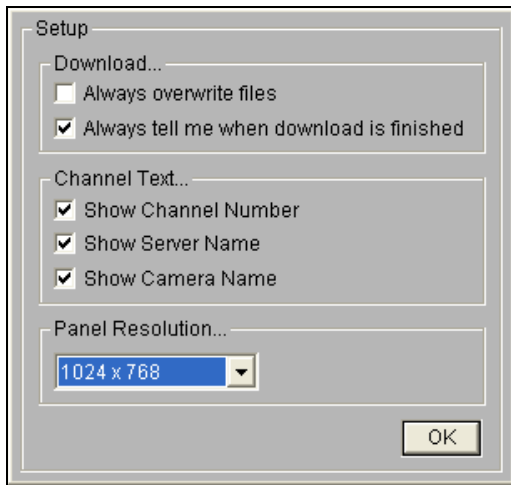 Setup
Download...
Always overwrite files
Always tell me when download is finished
Channel Text...
Show Channel Number
Show Server Name
Show Camera Name
Panel Resolution...
1024 x 768
OK